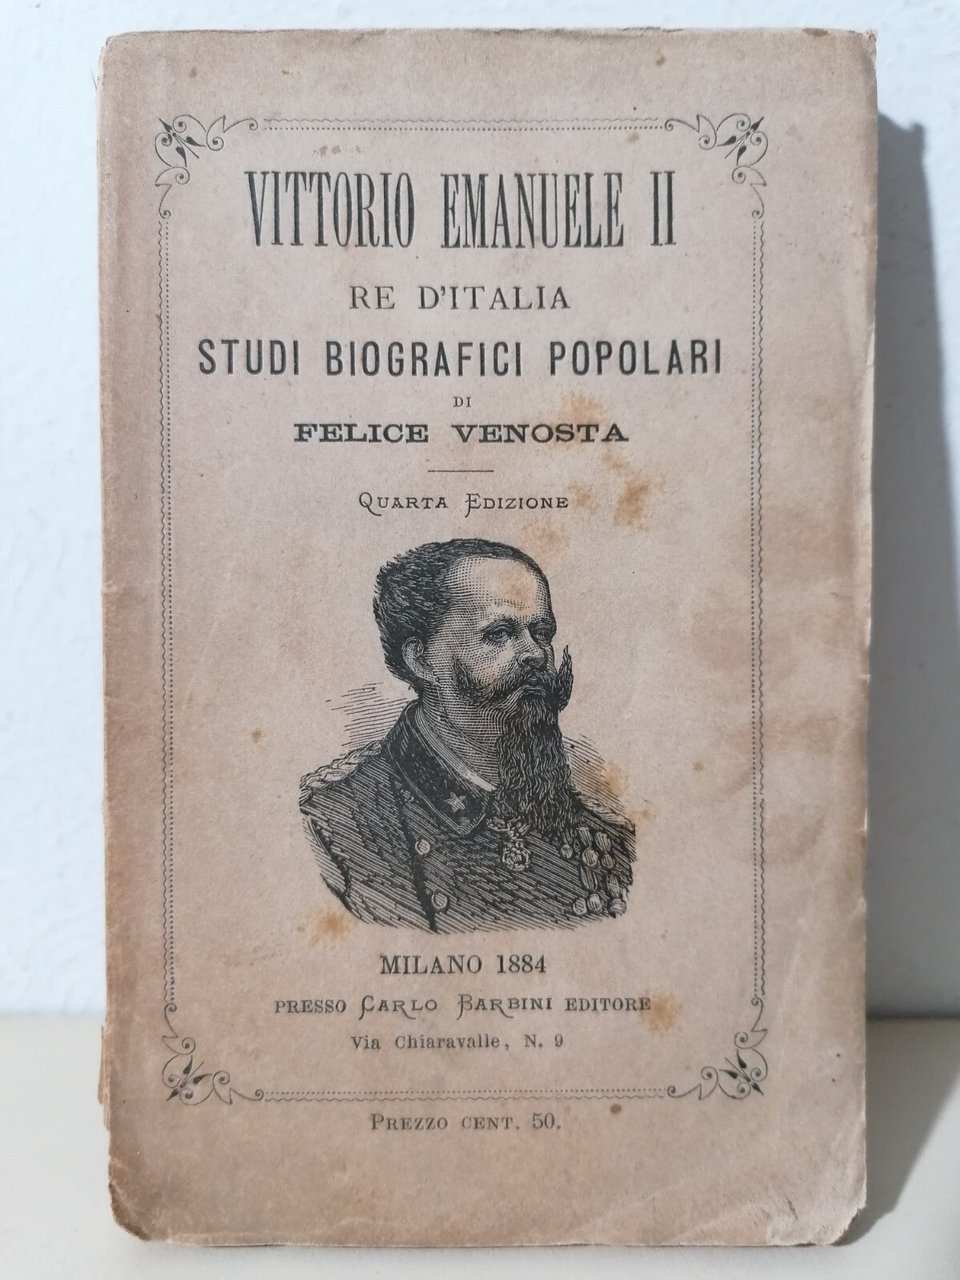 VITTORIO EMANUELE II
RE D'ITALIA
STUDI BIOGRAFICI POPOLARI
DI
FELICE VENOSTA
QUARTA EDIZIONE
MILANO 1884
PRESSO CARLO BARBINI EDITORE
Via Chiaravalle, N. 9
PREZZO CENT. 50.